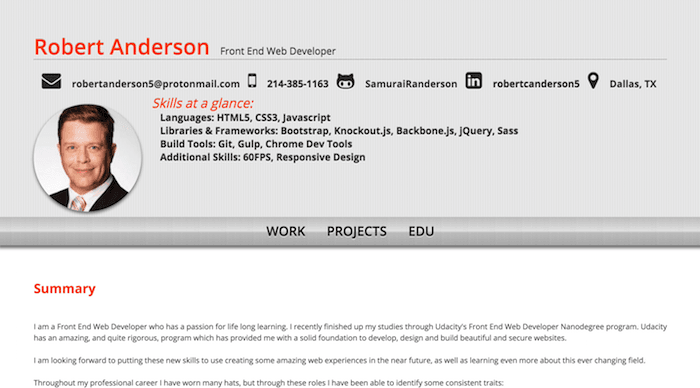 Robert Anderson Front End Web Developer
robertanderson5@protonmail.com 214-385-1163 SamuraiRanderson robertcanderson5 Dallas, TX
Skills at a glance:
Languages: HTML5, CSS3, Javascript
Libraries & Frameworks: Bootstrap, Knockout.js, Backbone.js, jQuery, Sass
Build Tools: Git, Gulp, Chrome Dev Tools
Additional Skills: 60FPS, Responsive Design
WORK PROJECTS EDU
Summary
I am a Front End Web Developer who has a passion for life long learning. I recently finished up my studies through Udacity's Front End Web Developer Nanodegree program. Udacity
has an amazing, and quite rigorous, program which has provided me with a solid foundation to develop, design and build beautiful and secure websites.
I am looking forward to putting these new skills to use creating some amazing web experiences in the near future, as well as learning even more about this ever changing field.
Throughout my professional career I have worn many hats, but through these roles I have been able to identify some consistent traits: